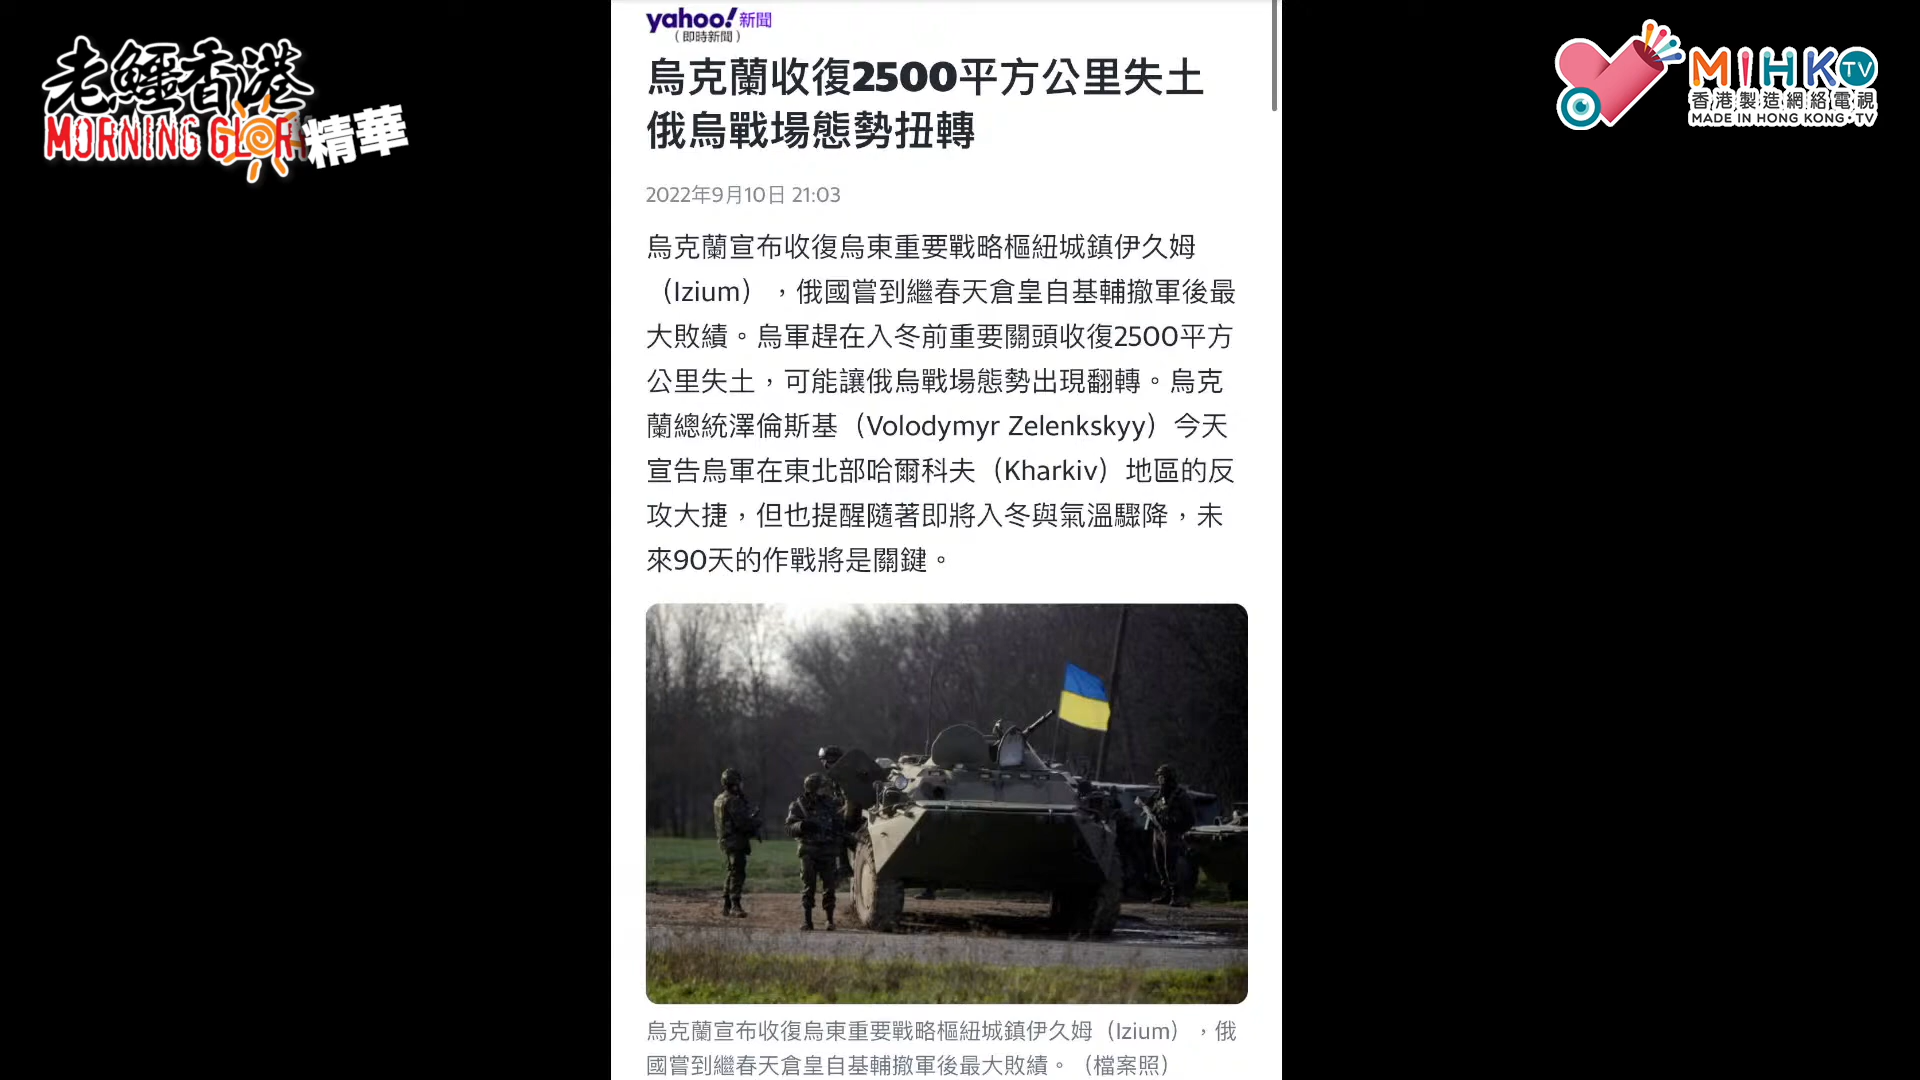 老鱷香港
MORNING GLORY
精華
yahoo!新聞
（即時新聞）
烏克蘭收復2500平方公里失土
俄烏戰場態勢扭轉
2022年9月10日 21:03
烏克蘭宣布收復烏東重要戰略樞紐城鎮伊久姆
（Izium），俄國嘗到繼春天倉皇自基輔撤軍後最
大敗績。烏軍趕在入冬前重要關頭收復2500平方
公里失土，可能讓俄烏戰場態勢出現翻轉。烏克
蘭總統澤倫斯基（Volodymyr Zelenkskyy）今天
宣告烏軍在東北部哈爾科夫（Kharkiv）地區的反
攻大捷，但也提醒隨著即將入冬與氣溫驟降，未
來90天的作戰將是關鍵。
烏克蘭宣布收復烏東重要戰略樞紐城鎮伊久姆（Izium），俄
國嘗到繼春天倉皇自基輔撤軍後最大敗績。（檔案照）
MIHK TV
香港製造網絡電視
MADE IN HONG KONG·TV